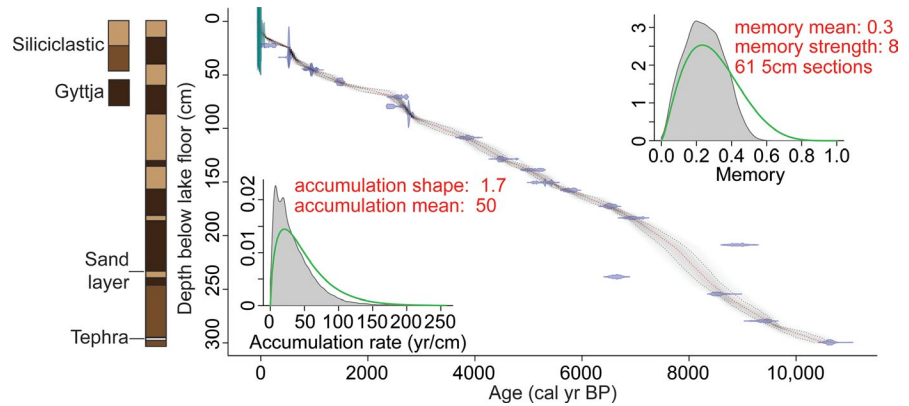 Siliciclastic
Gyttja
Sand
layer
Tephra
Depth below lake floor (cm)
0
50
100
150
200
250
300
0
2000
4000
6000
8000
10,000
Age (cal yr BP)
accumulation shape: 1.7
accumulation mean: 50
0.02
0.01
0
0
50
100
150
200
250
Accumulation rate (yr/cm)
memory mean: 0.3
memory strength: 8
61 5cm sections
3
2
1
0
0.0
0.2
0.4
0.6
0.8
1.0
Memory